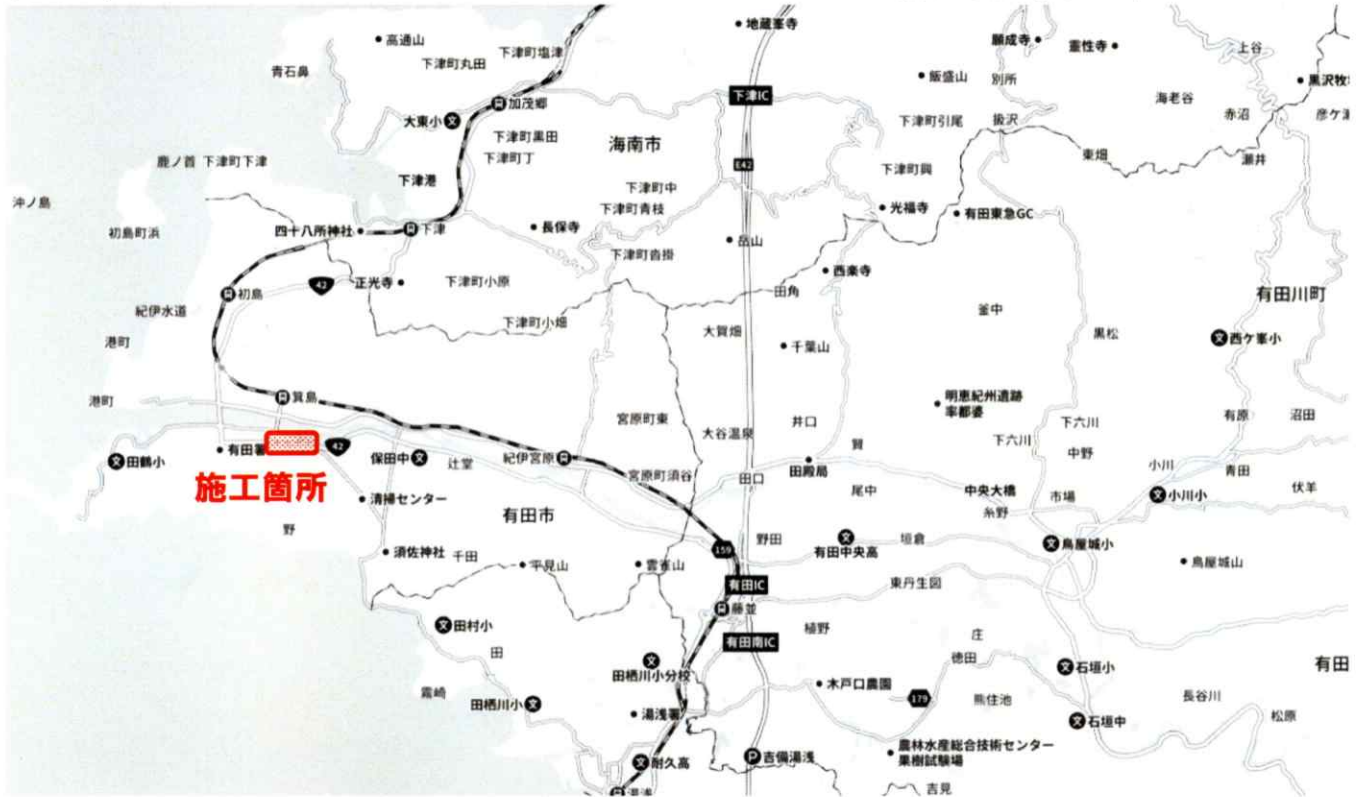 地蔵峯寺
高通山
下津町塩津
下津町丸田
願成寺
靈性寺
上谷
青石鼻
飯盛山
別所
黒沢牧
下津IC
加茂郷
海老谷
大東小
文
下津町引尾
扱沢
赤沼
下津町黒田
海南市
下津町丁
東畑
瀬井
鹿ノ首
下津町下津
E42
下津町興
下津港
下津町中
沖ノ島
下津町青枝
光福寺
有田東急GC
初島町浜
四十八所神社
下津
長保寺
岳山
下津町沓掛
西楽寺
正光寺
下津町小原
42
初島
田角
有田川町
紀伊水道
下津町小畑
釜中
大賀畑
黒松
港町
千葉山
文
西ケ峯小
箕島
明恵紀州遺跡
率都婆
港町
宮原町東
井口
有原
沼田
大谷温泉
下六川
賢
下六川
有田署
42
保田中
文
辻堂
紀伊宮原
中野
文
田鶴小
田殿局
小川
青田
宮原町須谷
田口
施工箇所
尾中
中央大橋
市場
文
小川小
伏羊
清掃センター
糸野
有田市
野
野田
文
有田中央高
垣倉
文
鳥屋城小
159
須佐神社
千田
平見山
雲雀山
鳥屋城山
有田IC
東丹生図
藤並
文
田村小
植野
庄
有田南IC
田
徳田
文
石垣小
有田
文
田栖川小分校
木戸口農園
霧崎
179
熊住池
長谷川
田栖川小
文
湯浅署
松原
文
石垣中
農林水産総合技術センター
果樹試験場
文
耐久高
P
吉備湯浅
吉見